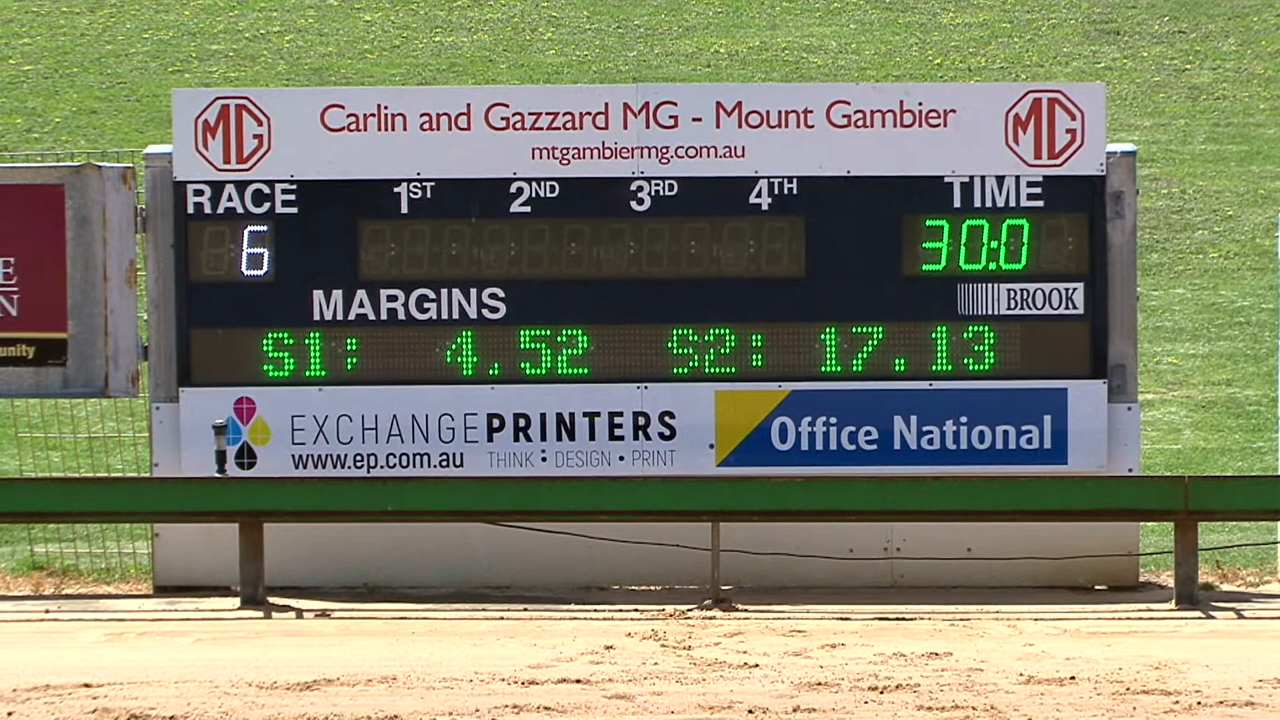 MG Carlin and Gazzard MG - Mount Gambier MG
mtgambiermg.com.au
RACE 1ST 2ND 3RD 4TH TIME
6 30:0
MARGINS BROOK
S1: 4.52 S2: 17.13
EXCHANGEPRINTERS
www.ep.com.au THINK : DESIGN • PRINT
Office National
E
N
unity